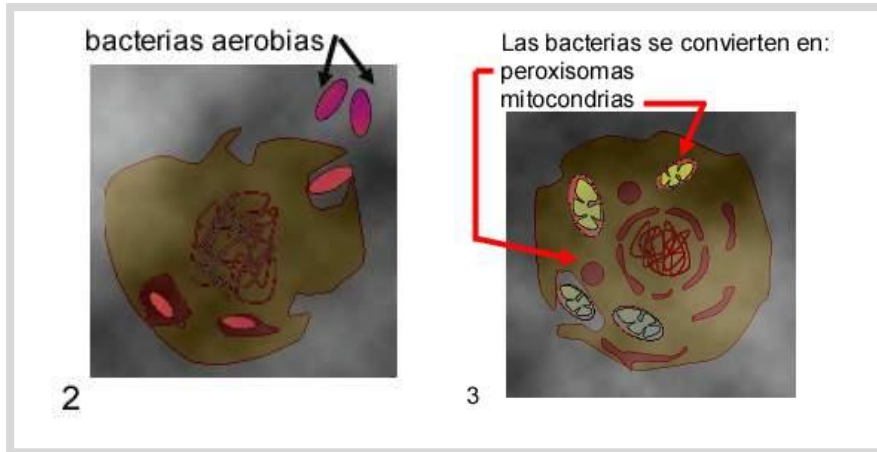 bacterias aerobias
2
Las bacterias se convierten en:
peroxisomas
mitocondrias
3